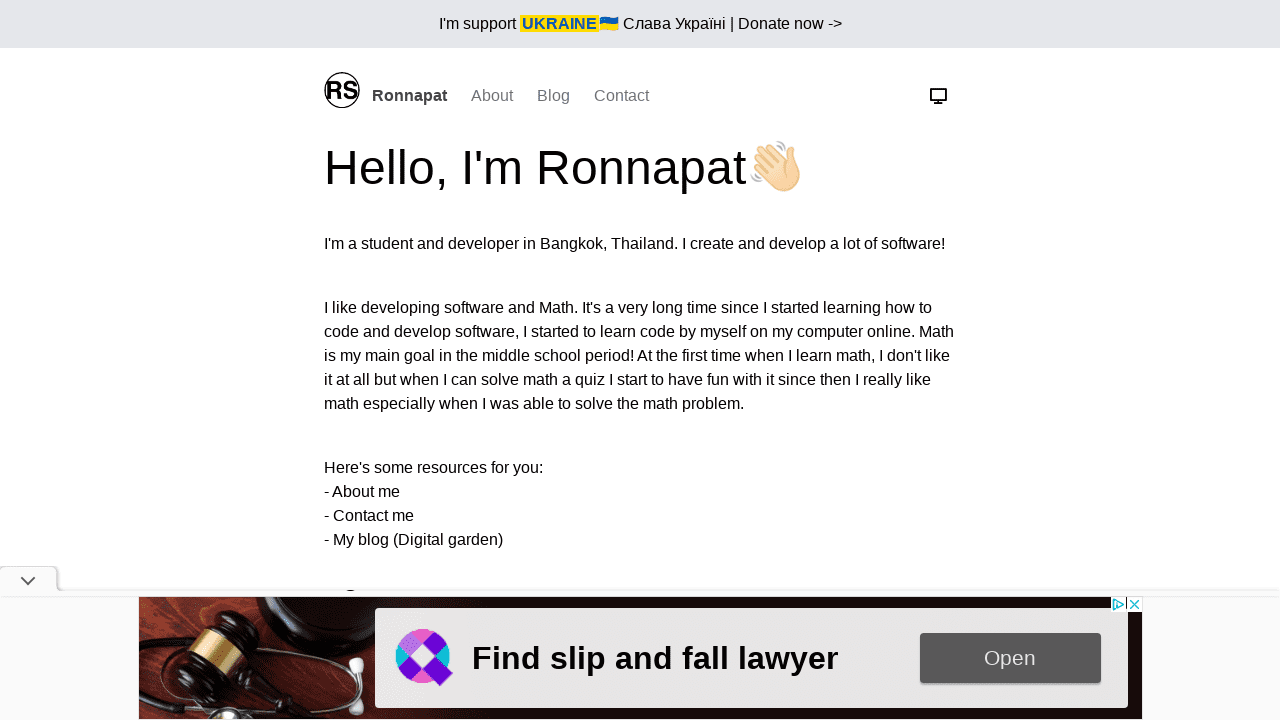 I'm support UKRAINE🇺🇦 Слава Україні | Donate now ->
RS Ronnapat About Blog Contact
Hello, I'm Ronnapat👋🏻
I'm a student and developer in Bangkok, Thailand. I create and develop a lot of software!
I like developing software and Math. It's a very long time since I started learning how to
code and develop software, I started to learn code by myself on my computer online. Math
is my main goal in the middle school period! At the first time when I learn math, I don't like
it at all but when I can solve math a quiz I start to have fun with it since then I really like
math especially when I was able to solve the math problem.
Here's some resources for you:
- About me
- Contact me
- My blog (Digital garden)
Find slip and fall lawyer
Open